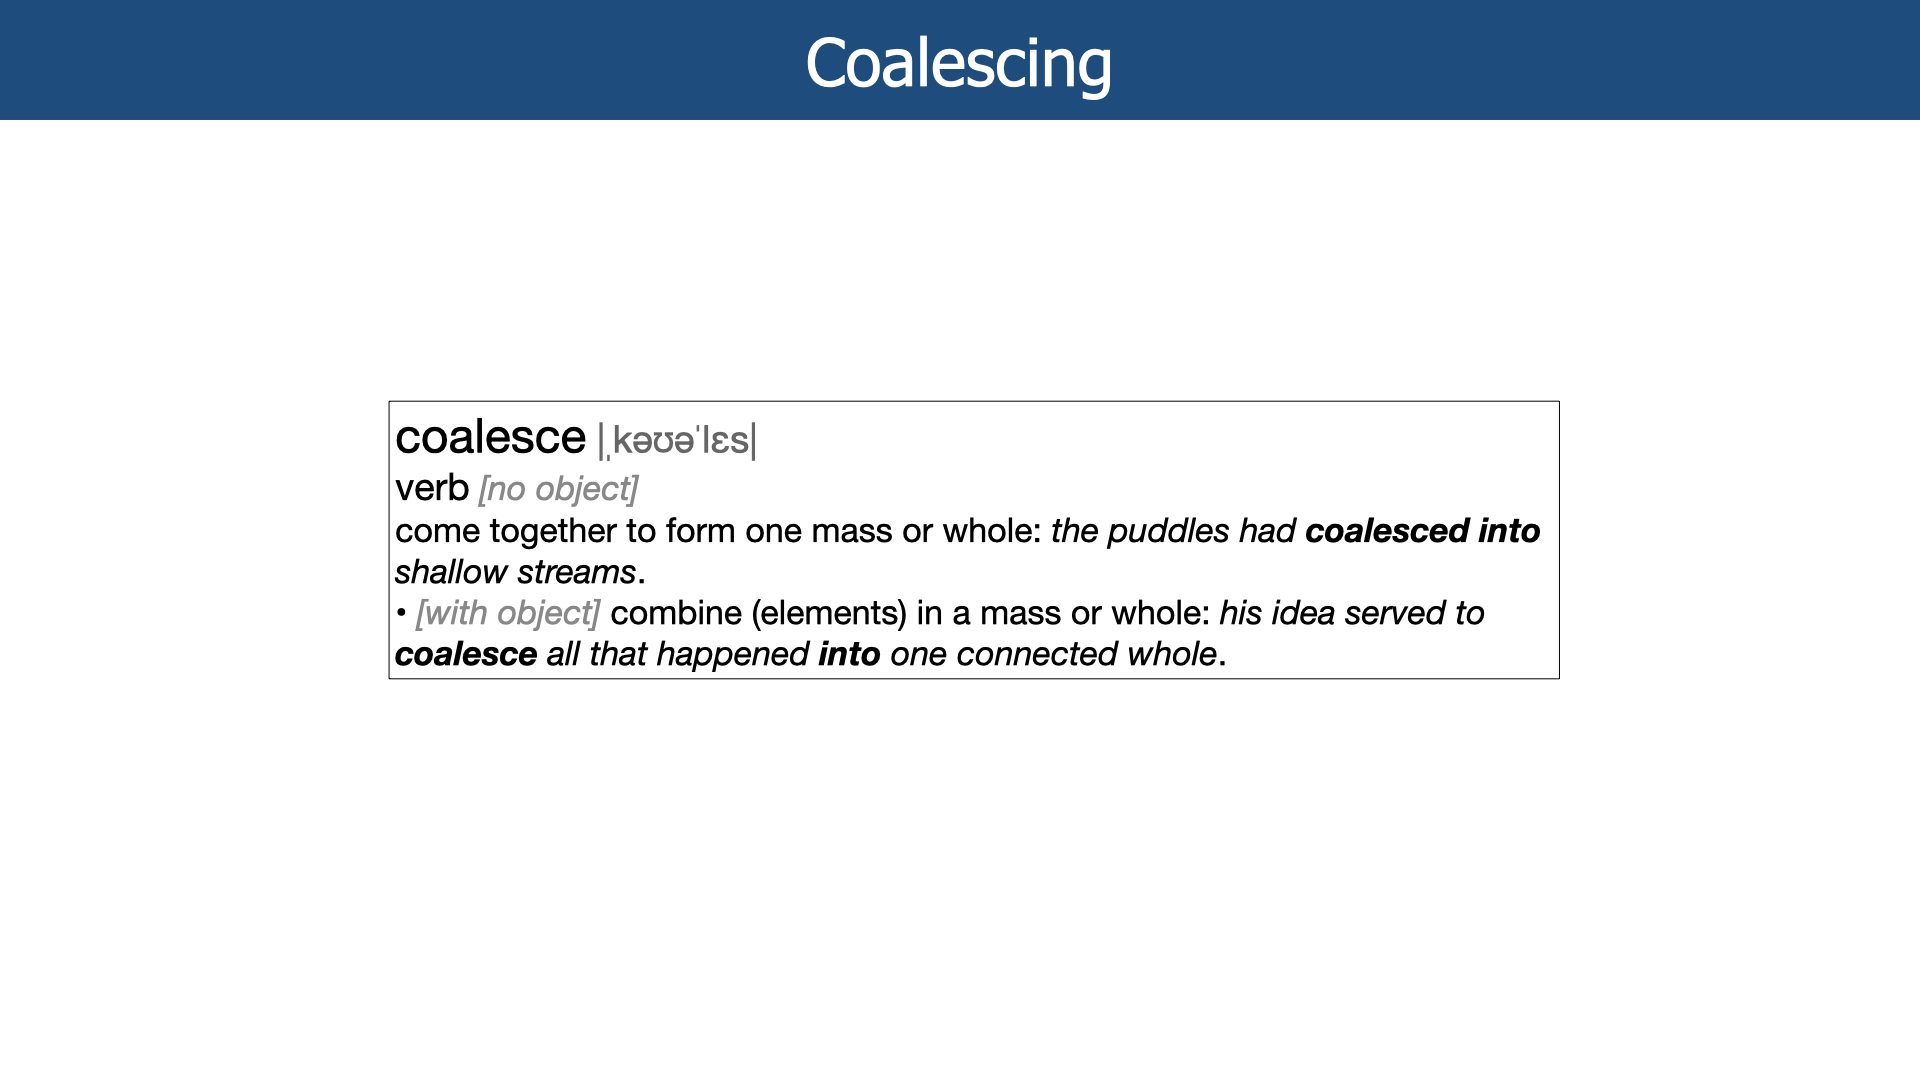 Coalescing
coalesce |ˌkəʊəˈlɛs|
verb [no object]
come together to form one mass or whole: the puddles had coalesced into
shallow streams.
• [with object] combine (elements) in a mass or whole: his idea served to
coalesce all that happened into one connected whole.